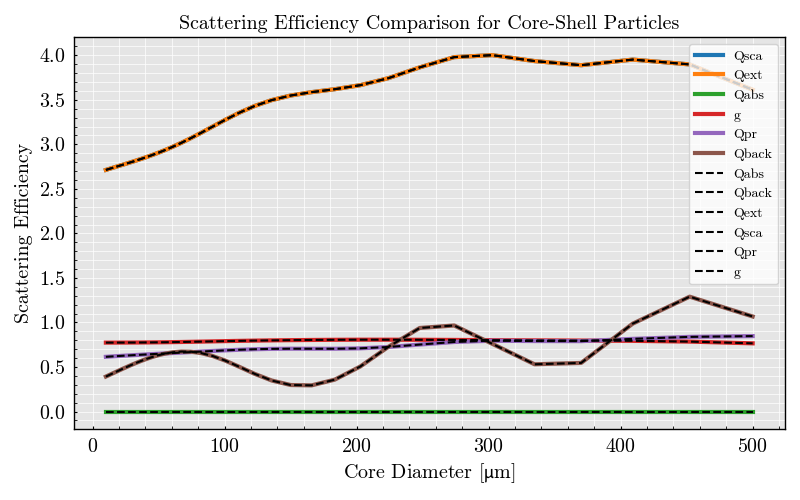 Scattering Efficiency Comparison for Core-Shell Particles
Scattering Efficiency
4.0
3.5
3.0
2.5
2.0
1.5
1.0
0.5
0.0
Qsca
Qext
Qabs
g
Qpr
Qback
Qabs
Qback
Qext
Qsca
Qpr
g
0
100
200
300
400
500
Core Diameter [µm]